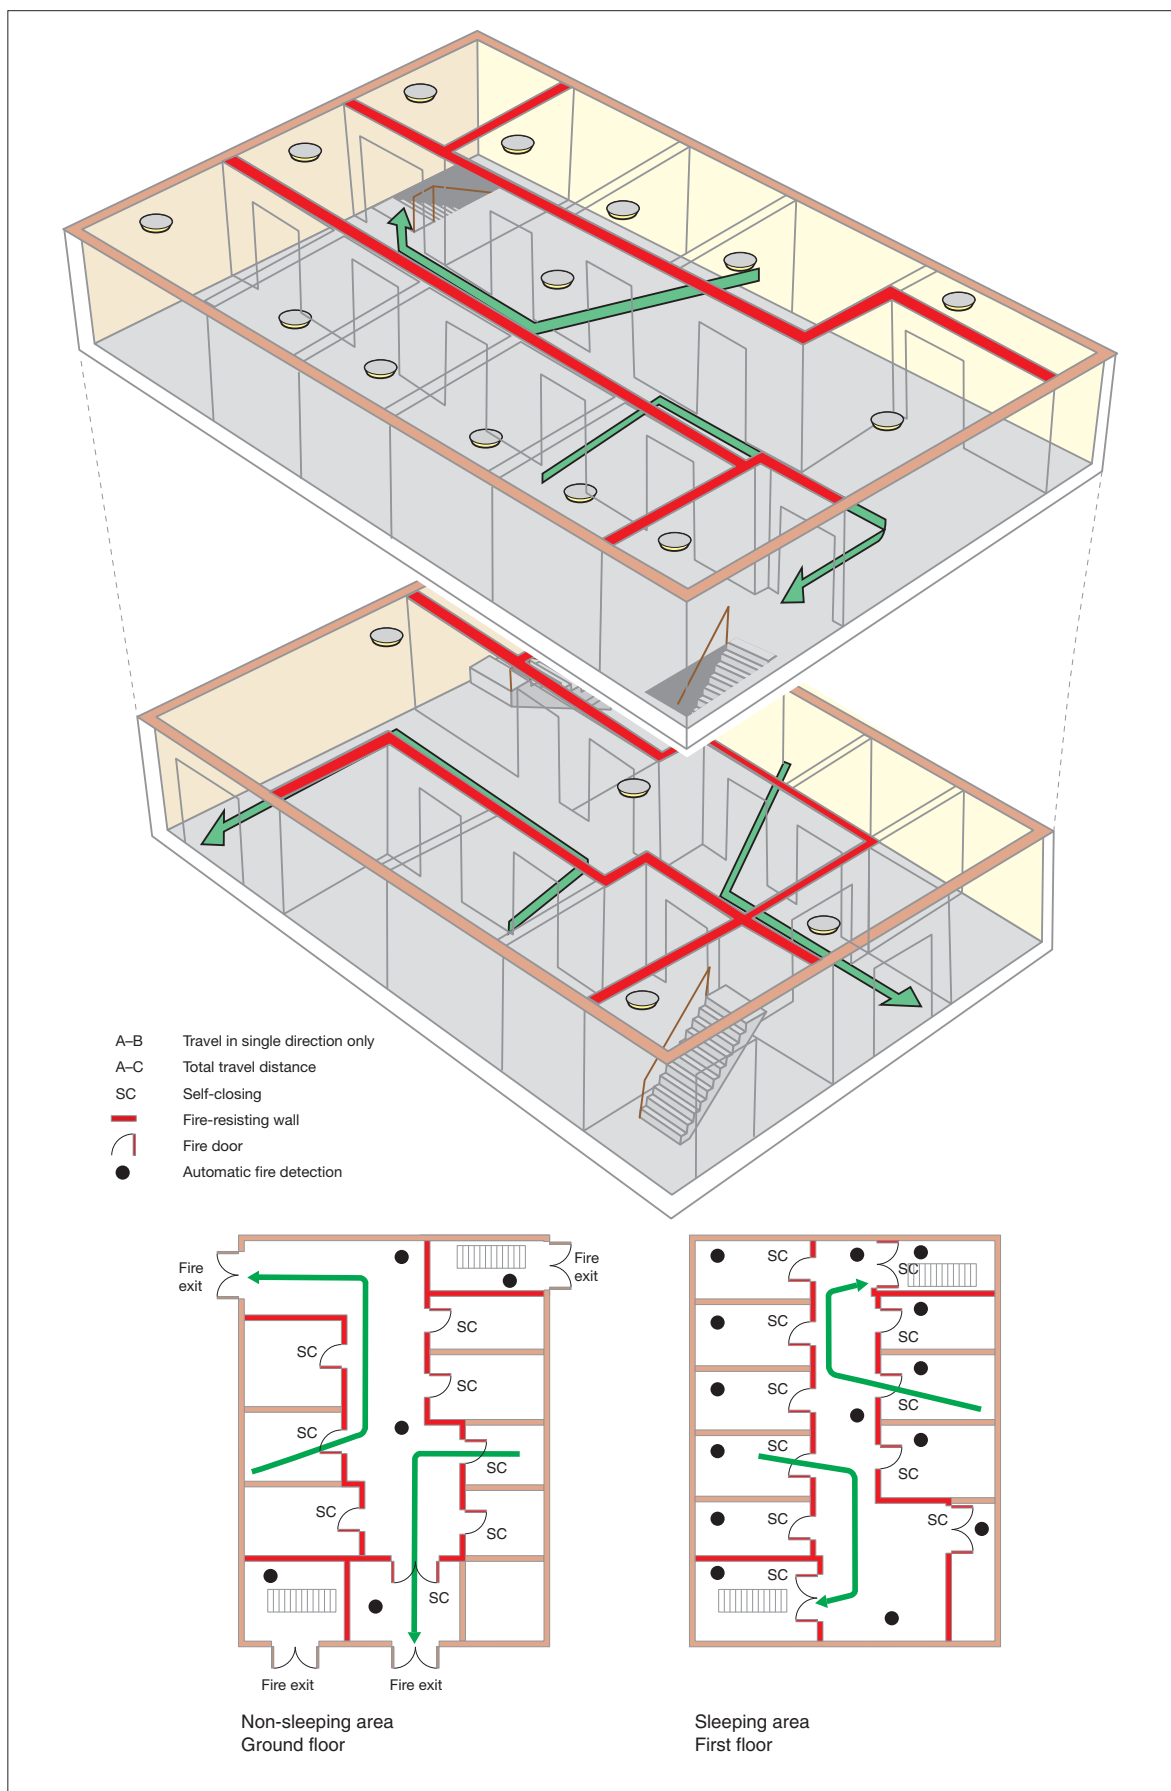 A–B Travel in single direction only
A–C Total travel distance
SC Self-closing
Fire-resisting wall
Fire door
Automatic fire detection
Fire
exit
Fire
exit
SC
SC
SC
SC
SC
SC
SC
SC
Fire exit
Fire exit
Non-sleeping area
Ground floor
SC
SC
SC
SC
SC
SC
SC
SC
SC
SC
SC
Sleeping area
First floor